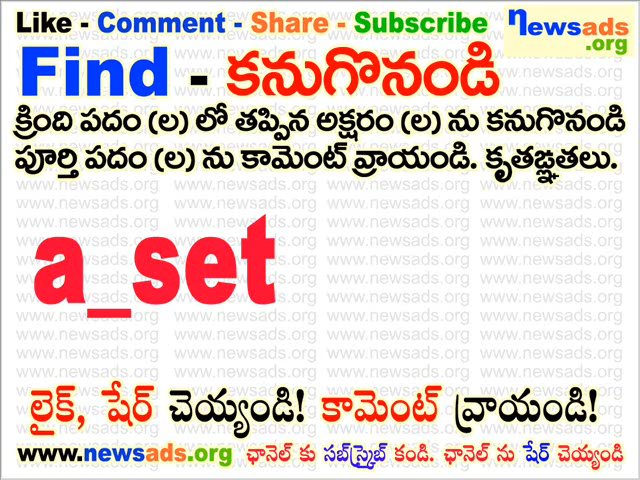 Like - Comment - Share - Subscribe
newsads
.org
Find - కనుగొనండి
క్రింది పదం (ల) లో తప్పిన అక్షరం (ల) ను కనుగొనండి
పూర్తి పదం (ల) ను కామెంట్ వ్రాయండి. కృతఙ్ఞతలు.
a_set
లైక్, షేర్ చెయ్యండి! కామెంట్ వ్రాయండి!
www.newsads.org ఛానెల్ కు సబ్‌స్క్రైబ్ కండి. ఛానెల్ ను షేర్ చెయ్యండి